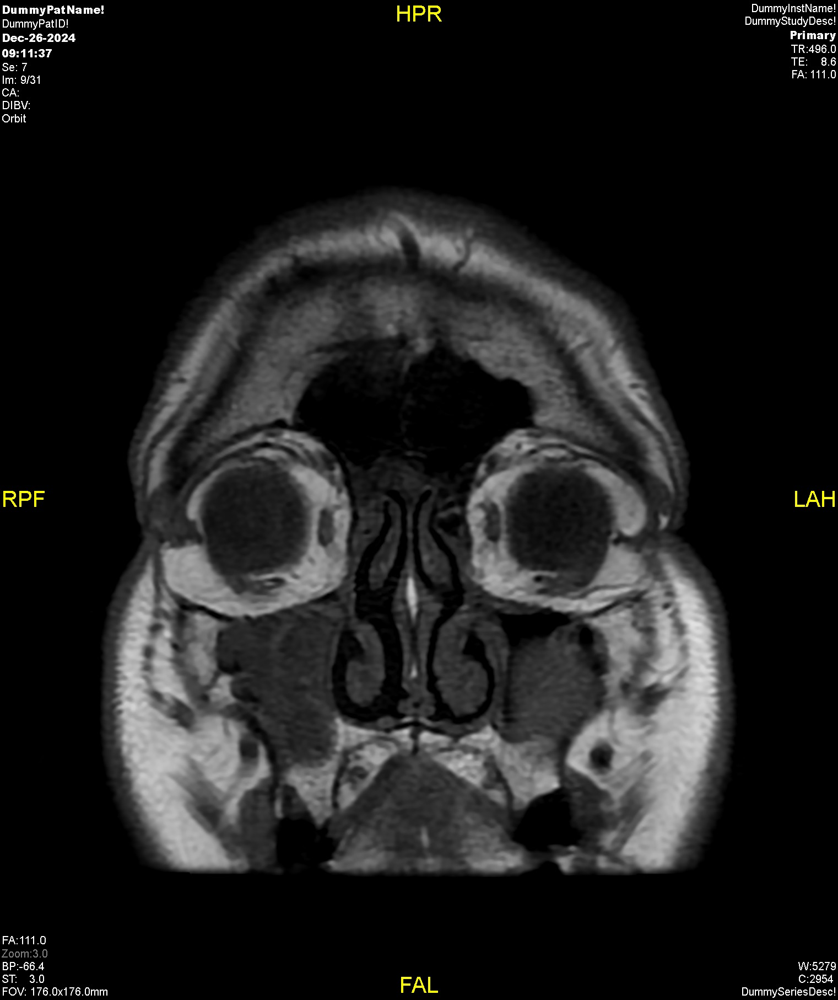 DummyPatName!
DummyPatID!
Dec-26-2024
09:11:37
Se: 7
Im: 9/31
CA:
DIBV:
Orbit
HPR
DummyInstName!
DummyStudyDesc!
Primary
TR:496.0
TE: 8.6
FA: 111.0
RPF
LAH
FA:111.0
Zoom:3.0
BP:-66.4
ST: 3.0
FOV: 176.0x176.0mm
FAL
W:5279
C:2954
DummySeriesDesc!